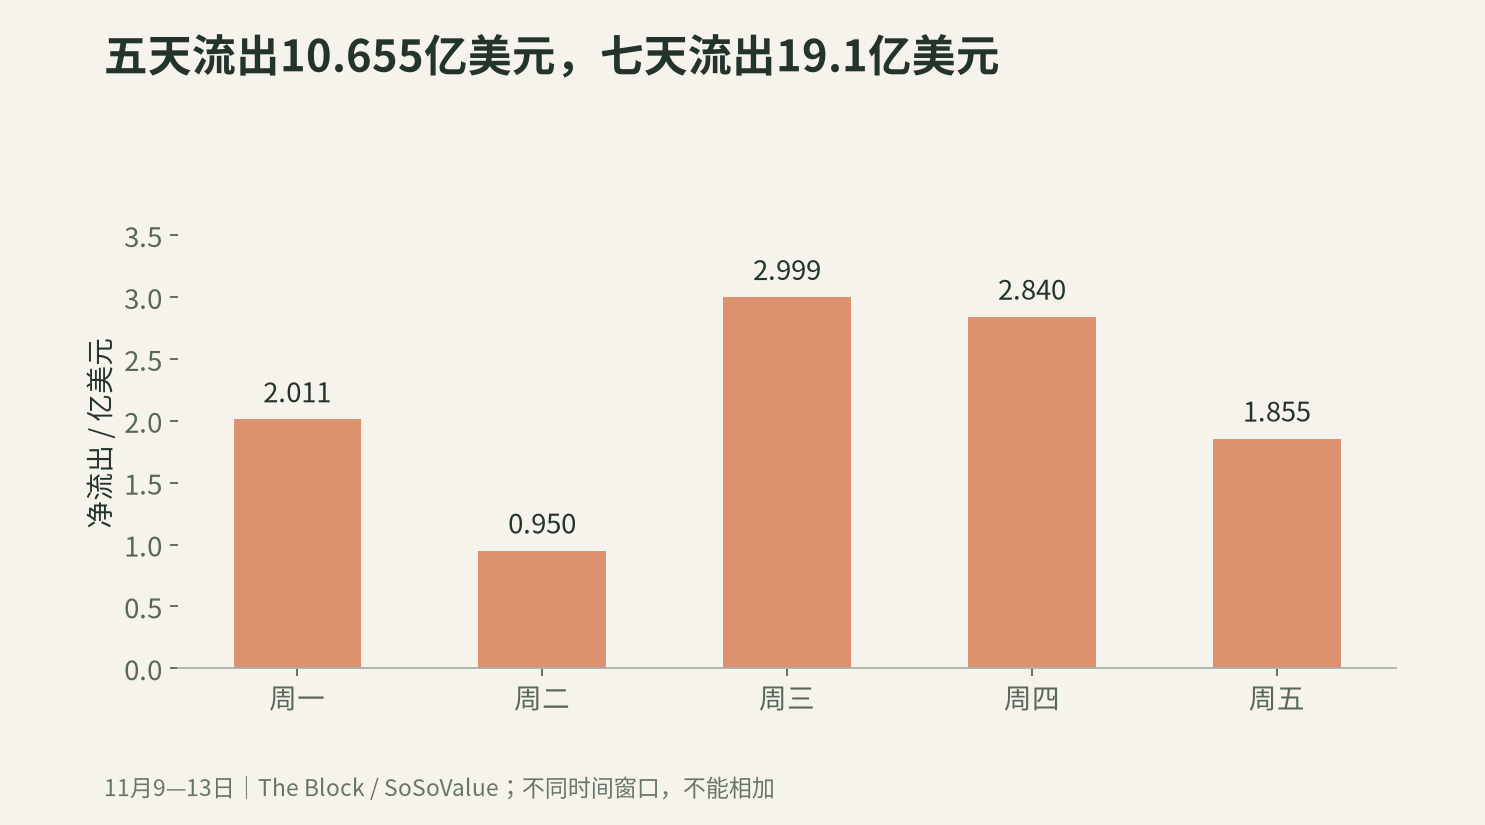 五天流出10.655亿美元，七天流出19.1亿美元
净流出 / 亿美元
3.5
3.0
2.5
2.0
1.5
1.0
0.5
0.0
2.011
0.950
2.999
2.840
1.855
周一
周二
周三
周四
周五
11月9—13日｜The Block / SoSoValue；不同时间窗口，不能相加